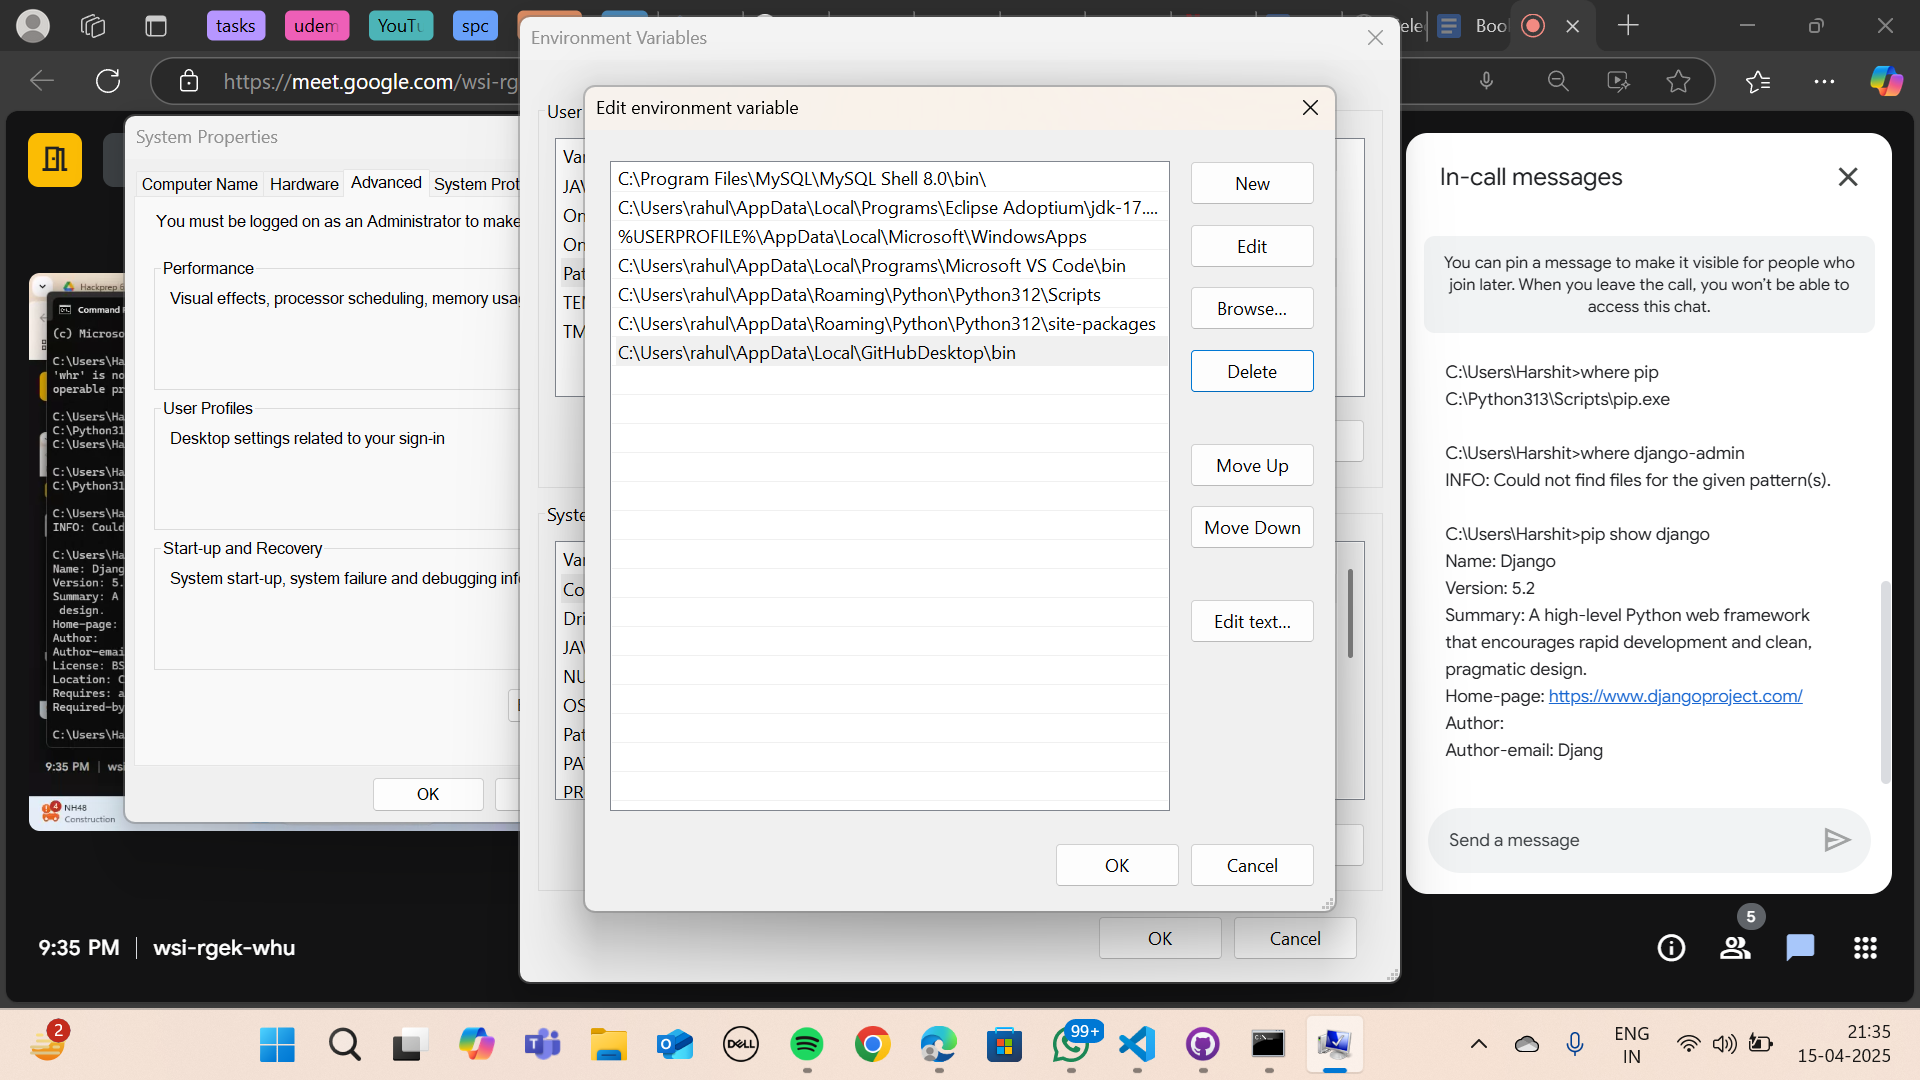 tasks
udem
YouTu
spc
Boo
https://meet.google.com/wsi-rg
System Properties
Computer Name
Hardware
Advanced
System Prot
You must be logged on as an Administrator to make
Performance
Visual effects, processor scheduling, memory usag
User Profiles
Desktop settings related to your sign-in
Start-up and Recovery
System start-up, system failure and debugging inf
OK
Hackprep
Command
(c) Microso
C:\Users\Ha
'whr' is no
operable pr
C:\Users\Ha
C:\Python31
C:\Users\Ha
C:\Users\Ha
C:\Python31
C:\Users\Ha
INFO: Could
C:\Users\Ha
Name: Djang
Version: 5.
Summary: A
design.
Home-page:
Author:
Author-emai
License: BS
Location: C
Requires: a
Required-by
C:\Users\Ha
9:35 PM | wsi
NH48
Construction
Environment Variables
User
Var
JAV
On
On
Pat
TEM
TM
Syste
Var
Co
Dri
JAV
NU
OS
Pat
PA
PR
OK
Cancel
Edit environment variable
C:\Program Files\MySQL\MySQL Shell 8.0\bin\
C:\Users\rahul\AppData\Local\Programs\Eclipse Adoptium\jdk-17....
%USERPROFILE%\AppData\Local\Microsoft\WindowsApps
C:\Users\rahul\AppData\Local\Programs\Microsoft VS Code\bin
C:\Users\rahul\AppData\Roaming\Python\Python312\Scripts
C:\Users\rahul\AppData\Roaming\Python\Python312\site-packages
C:\Users\rahul\AppData\Local\GitHubDesktop\bin
New
Edit
Browse...
Delete
Move Up
Move Down
Edit text...
OK
Cancel
In-call messages
You can pin a message to make it visible for people who
join later. When you leave the call, you won't be able to
access this chat.
C:\Users\Harshit>where pip
C:\Python313\Scripts\pip.exe
C:\Users\Harshit>where django-admin
INFO: Could not find files for the given pattern(s).
C:\Users\Harshit>pip show django
Name: Django
Version: 5.2
Summary: A high-level Python web framework
that encourages rapid development and clean,
pragmatic design.
Home-page: https://www.djangoproject.com/
Author:
Author-email: Djang
Send a message
9:35 PM | wsi-rgek-whu
5
2
DELL
99+
ENG
IN
21:35
15-04-2025